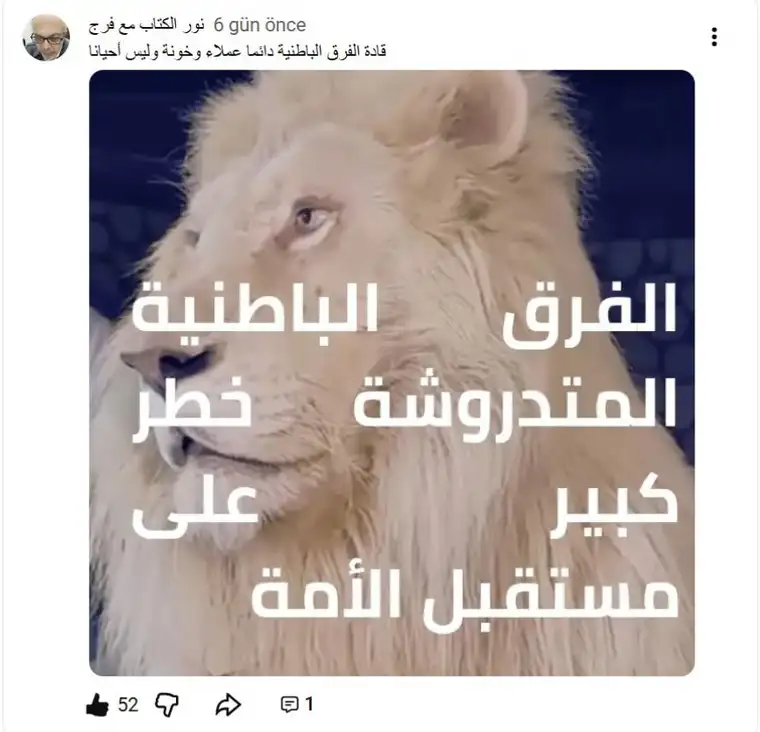 نور الكتاب مع فرج 6 gün önce
قادة الفرق الباطنية دائما عملاء وخونة وليس أحيانا
الفرق الباطنية
المتدروشة خطر
كبير على
مستقبل الأمة
52 1